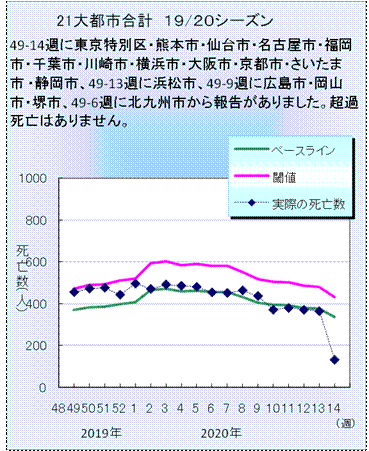 21大都市合計 19/20シーズン
49-14週に東京特別区・熊本市・仙台市・名古屋市・福岡
市・千葉市・川崎市・横浜市・大阪市・京都市・さいたま
市・静岡市、49-13週に浜松市、49-9週に広島市・岡山
市・堺市、49-6週に北九州市から報告がありました。超過
死亡はありません。
ベースライン
閾値
実際の死亡数
1000
800
600
400
200
0
死亡数(人)
48 49 50 51 52 1 2 3 4 5 6 7 8 9 10 11 12 13 14
(週)
2019年 2020年